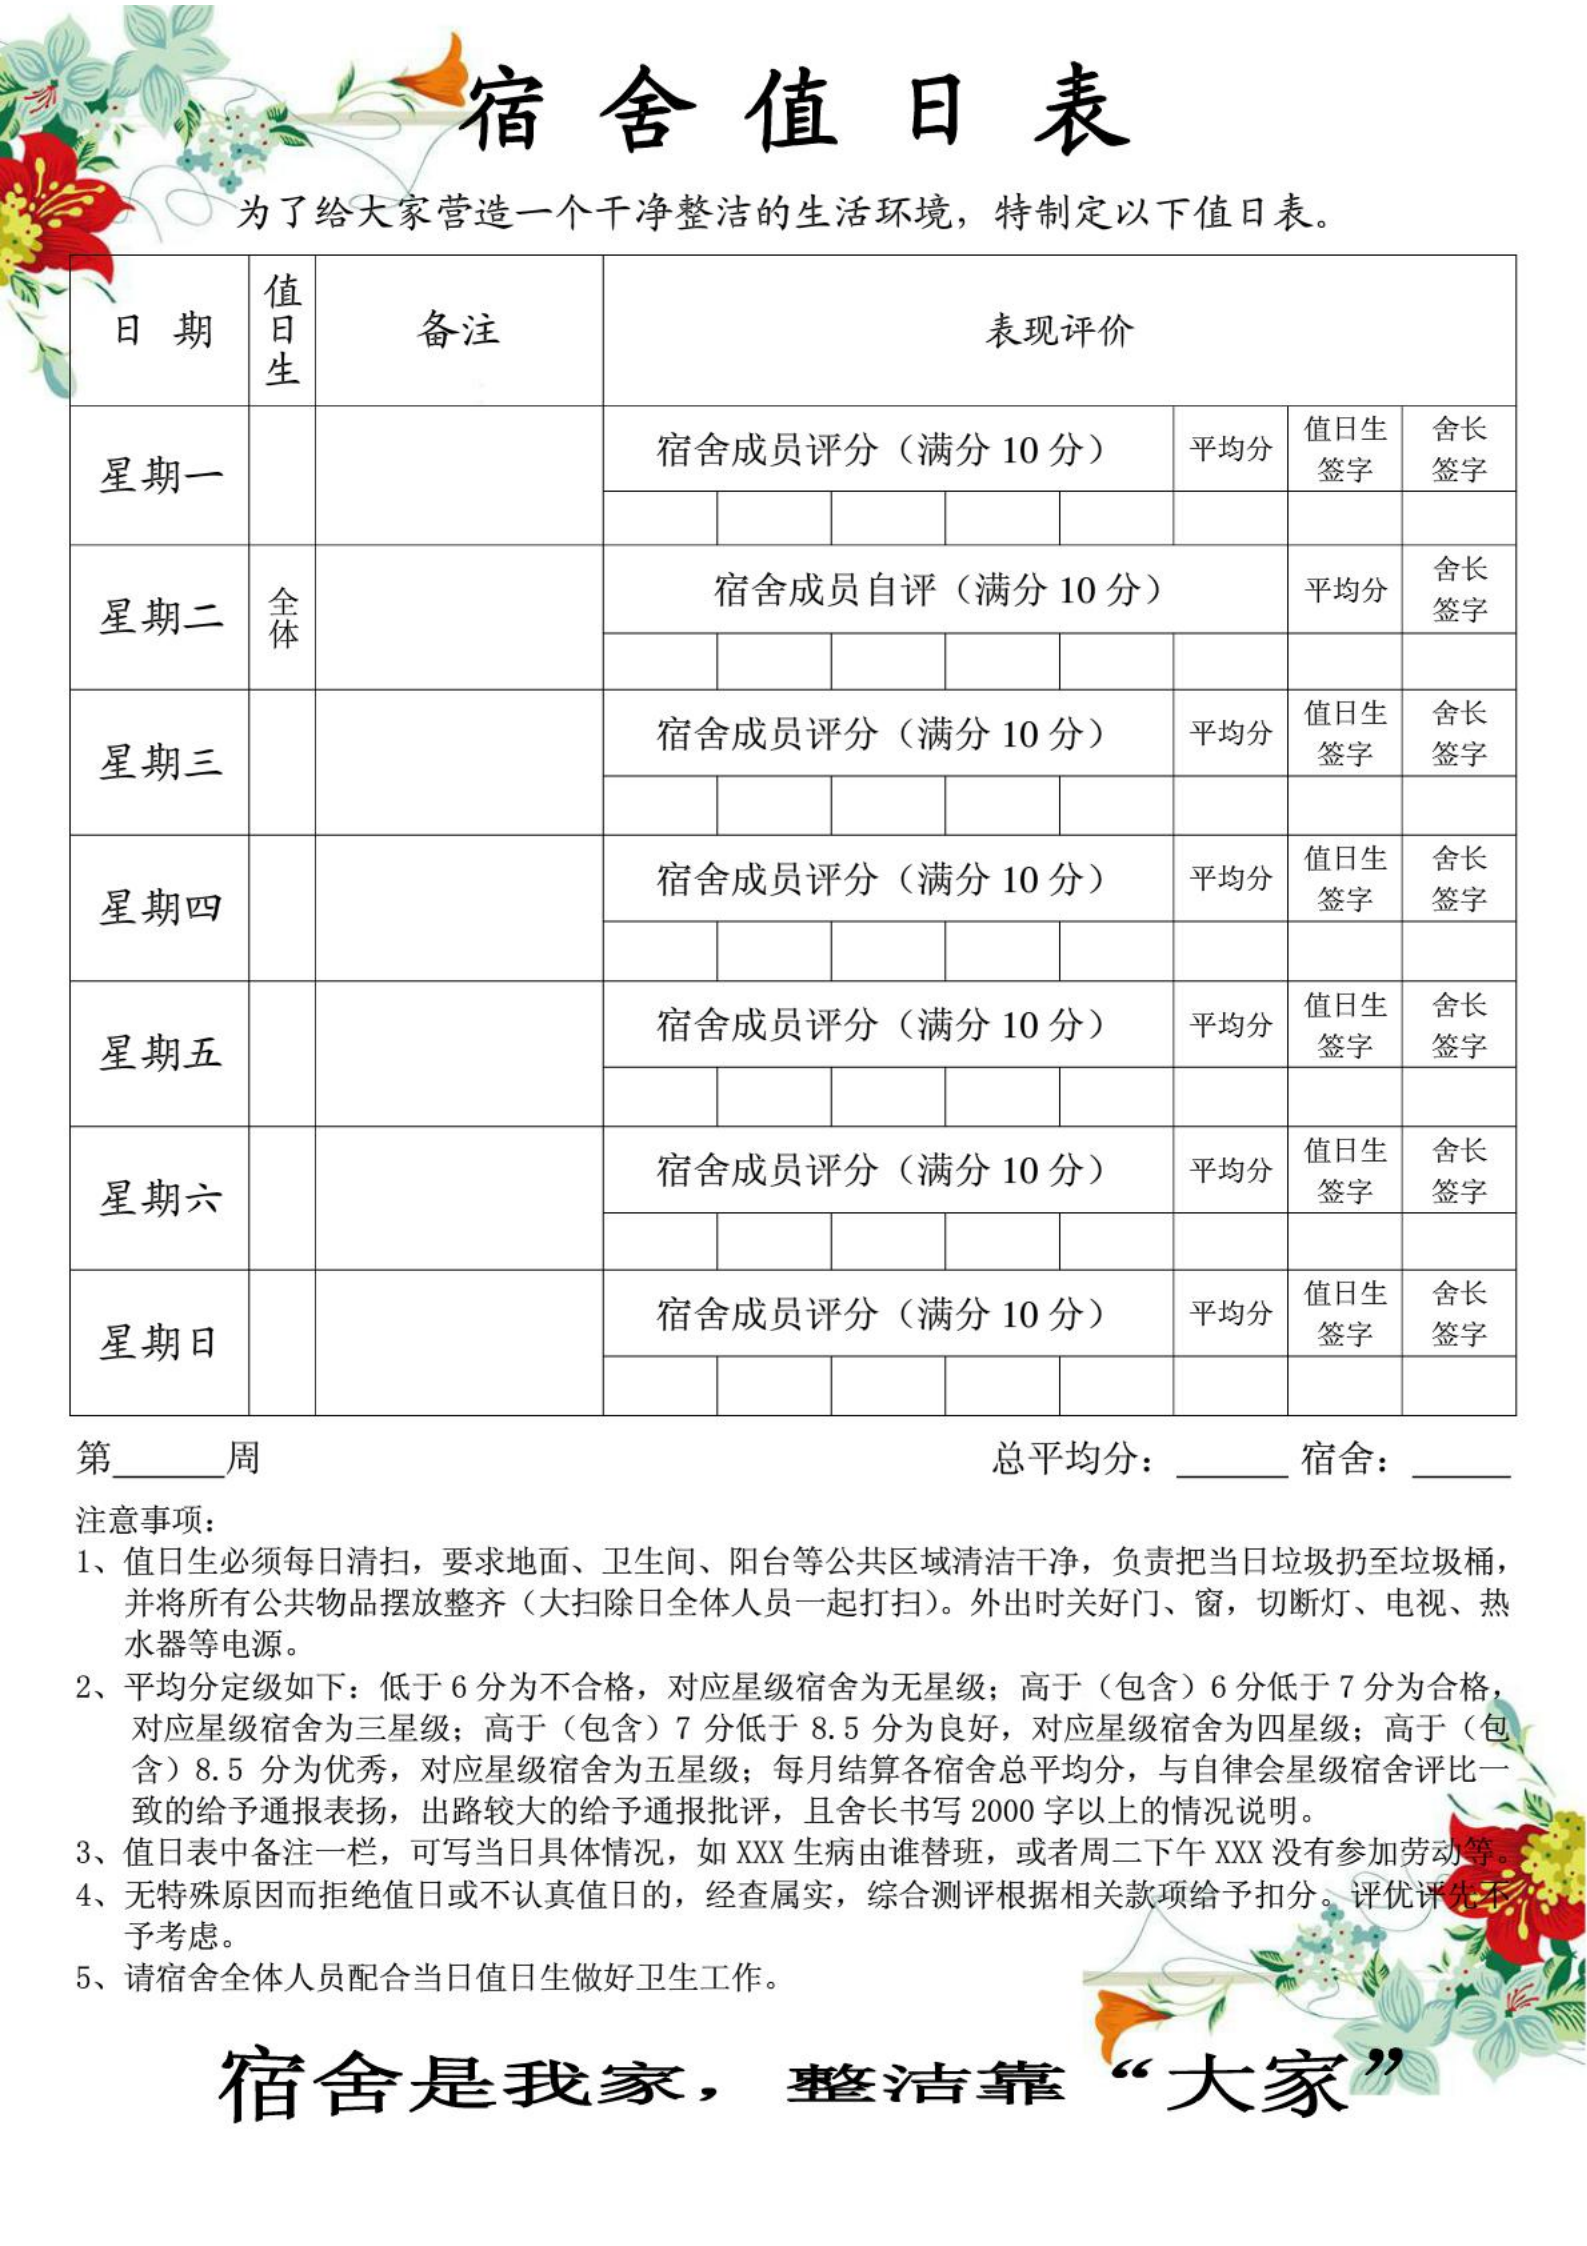 宿舍值日表
为了给大家营造一个干净整洁的生活环境，特制定以下值日表。
日 期 值日生 备注 表现评价
星期一 宿舍成员评分（满分 10 分） 平均分 值日生签字 舍长签字
星期二 全体 宿舍成员自评（满分 10 分） 平均分 舍长签字
星期三 宿舍成员评分（满分 10 分） 平均分 值日生签字 舍长签字
星期四 宿舍成员评分（满分 10 分） 平均分 值日生签字 舍长签字
星期五 宿舍成员评分（满分 10 分） 平均分 值日生签字 舍长签字
星期六 宿舍成员评分（满分 10 分） 平均分 值日生签字 舍长签字
星期日 宿舍成员评分（满分 10 分） 平均分 值日生签字 舍长签字
第______周 总平均分：______ 宿舍：______
注意事项：
1、值日生必须每日清扫，要求地面、卫生间、阳台等公共区域清洁干净，负责把当日垃圾扔至垃圾桶，
并将所有公共物品摆放整齐（大扫除日全体人员一起打扫）。外出时关好门、窗，切断灯、电视、热
水器等电源。
2、平均分定级如下：低于 6 分为不合格，对应星级宿舍为无星级；高于（包含）6 分低于 7 分为合格，
对应星级宿舍为三星级；高于（包含）7 分低于 8.5 分为良好，对应星级宿舍为四星级；高于（包
含）8.5 分为优秀，对应星级宿舍为五星级；每月结算各宿舍总平均分，与自律会星级宿舍评比一
致的给予通报表扬，出路较大的给予通报批评，且舍长书写 2000 字以上的情况说明。
3、值日表中备注一栏，可写当日具体情况，如 XXX 生病由谁替班，或者周二下午 XXX 没有参加劳动等。
4、无特殊原因而拒绝值日或不认真值日的，经查属实，综合测评根据相关款项给予扣分。评优评先不
予考虑。
5、请宿舍全体人员配合当日值日生做好卫生工作。
宿舍是我家，整洁靠“大家”